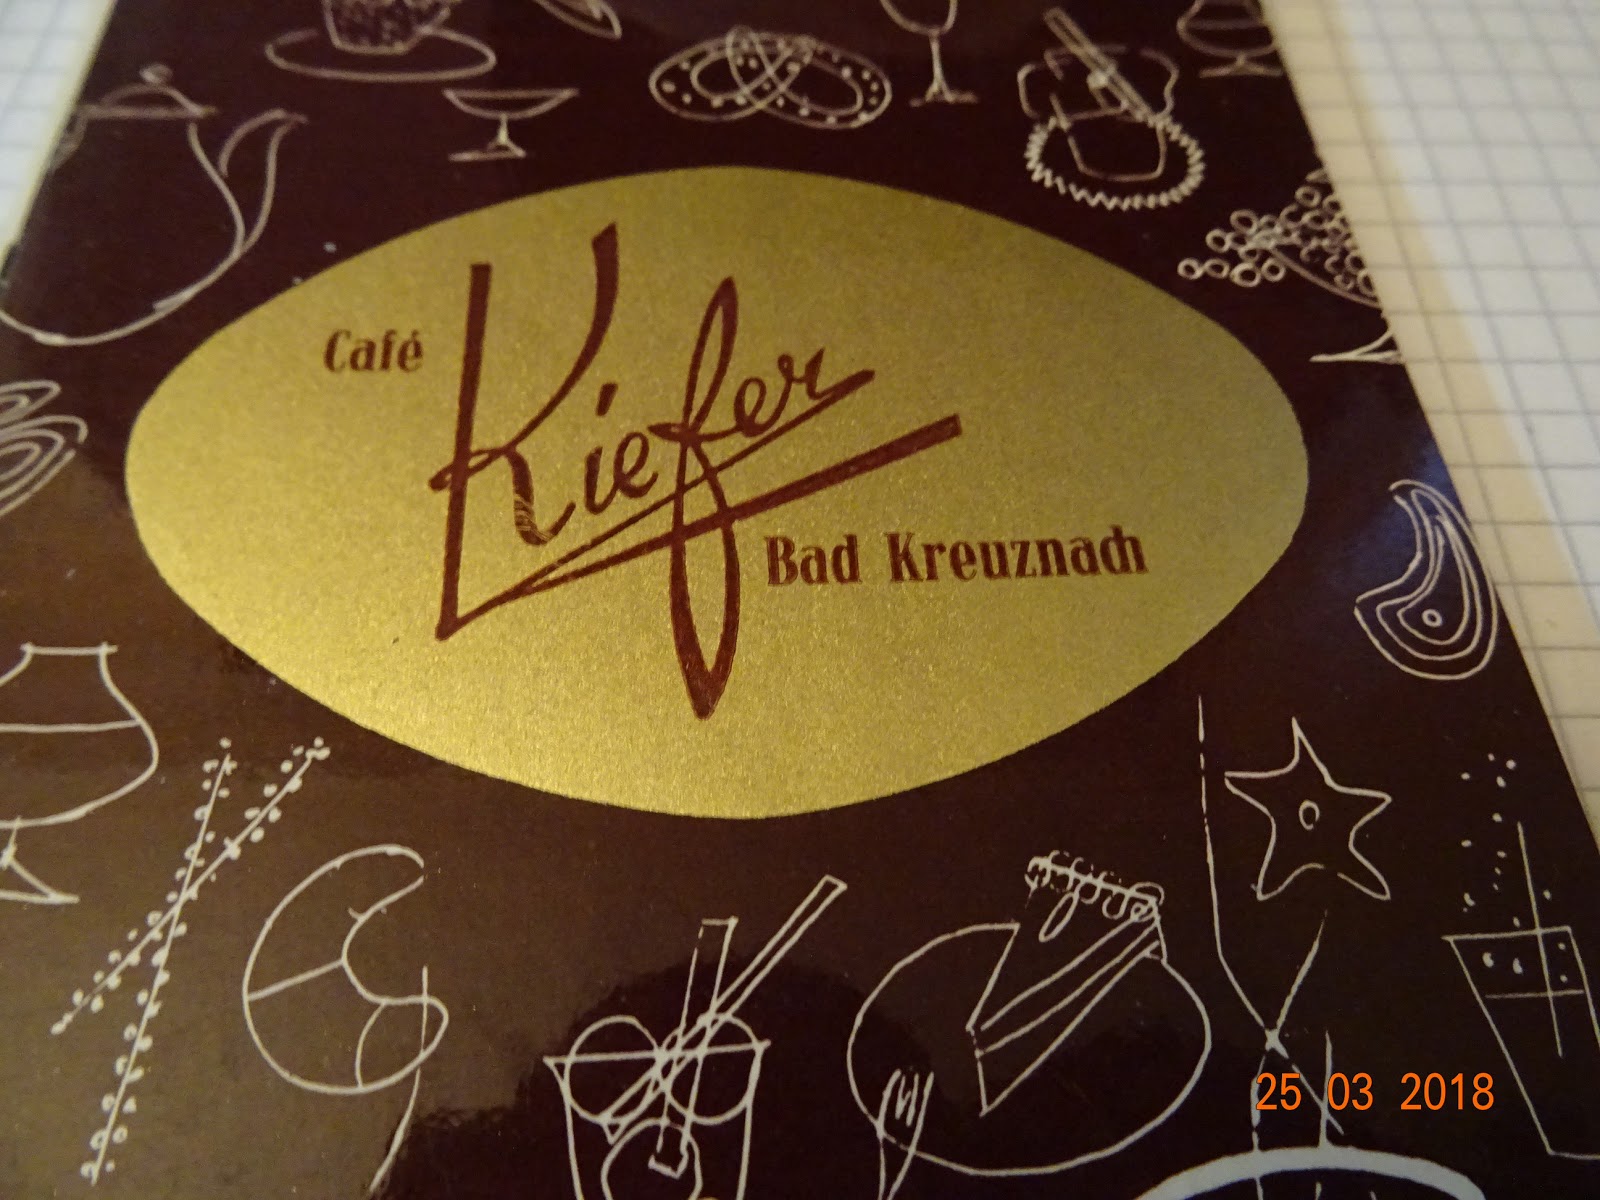 Café
Kiefer
Bad Kreuznach
25 03 2018